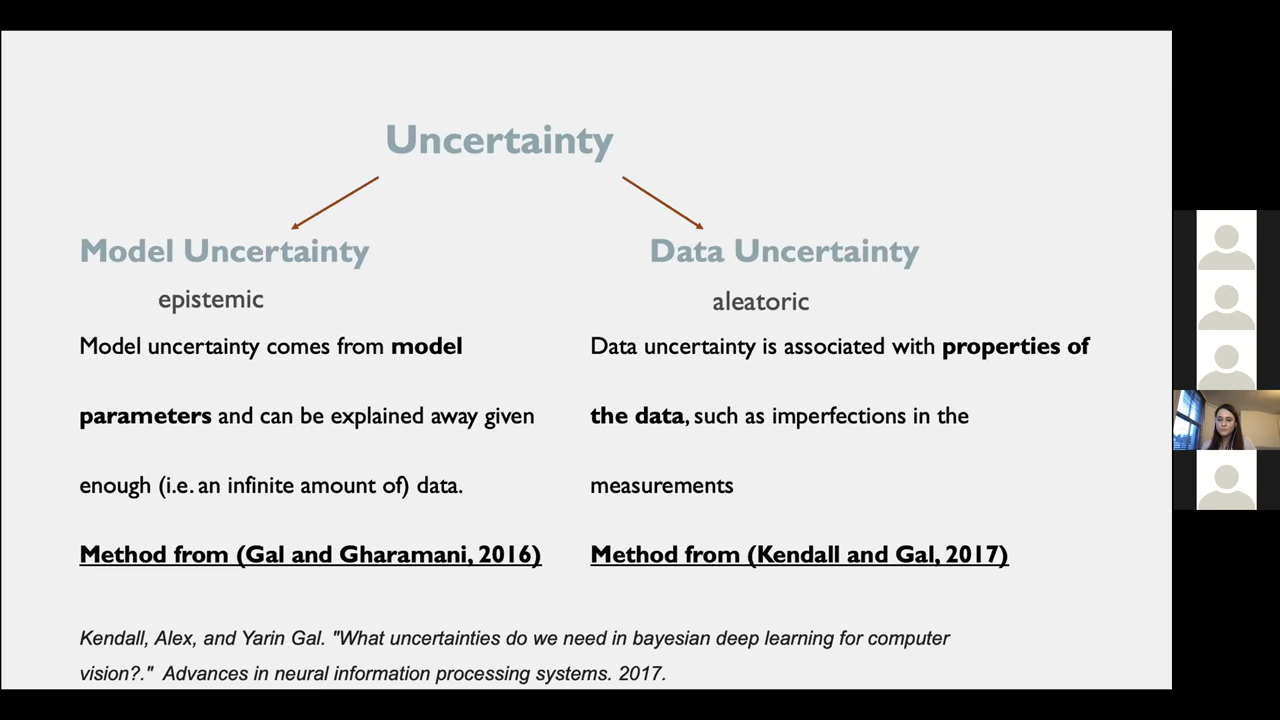 Uncertainty
Model Uncertainty
epistemic
Model uncertainty comes from model
parameters and can be explained away given
enough (i.e. an infinite amount of) data.
Method from (Gal and Gharamani, 2016)
Data Uncertainty
aleatoric
Data uncertainty is associated with properties of
the data, such as imperfections in the
measurements
Method from (Kendall and Gal, 2017)
Kendall, Alex, and Yarin Gal. "What uncertainties do we need in bayesian deep learning for computer
vision?." Advances in neural information processing systems. 2017.